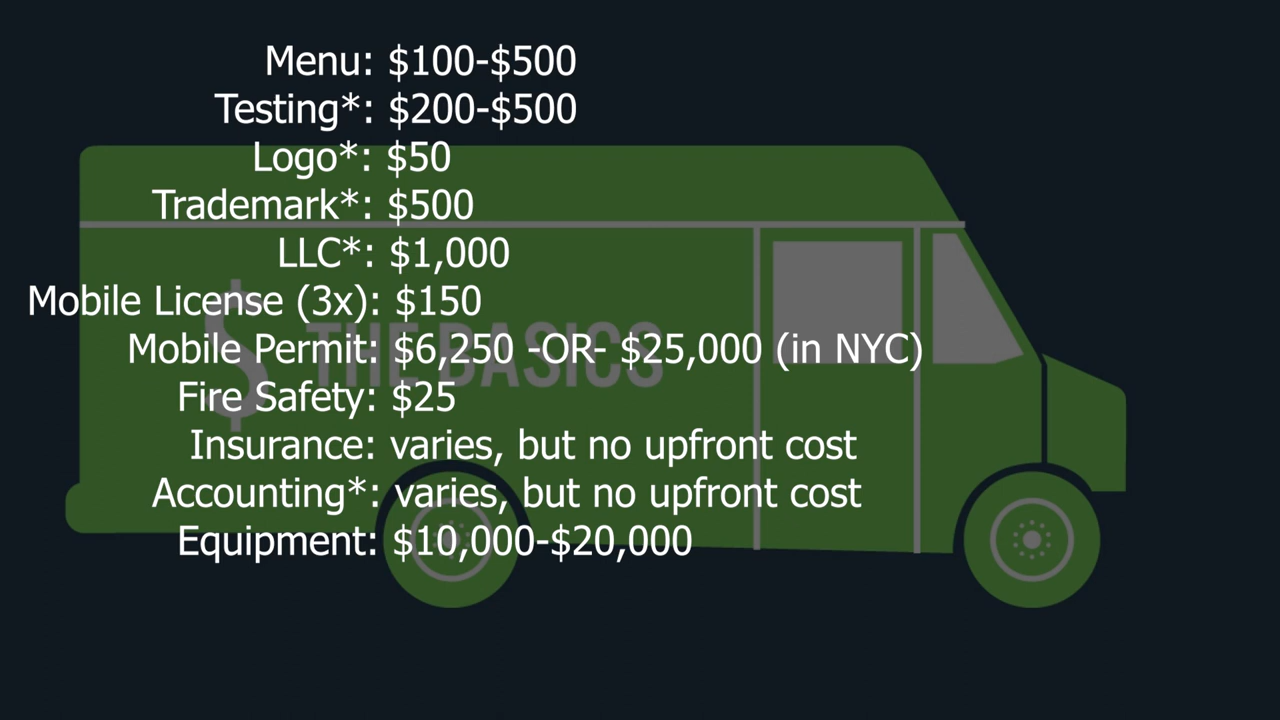 Menu: $100-$500
Testing*: $200-$500
Logo*: $50
Trademark*: $500
LLC*: $1,000
Mobile License (3x): $150
Mobile Permit: $6,250 -OR- $25,000 (in NYC)
Fire Safety: $25
Insurance: varies, but no upfront cost
Accounting*: varies, but no upfront cost
Equipment: $10,000-$20,000
$ THE BASICS